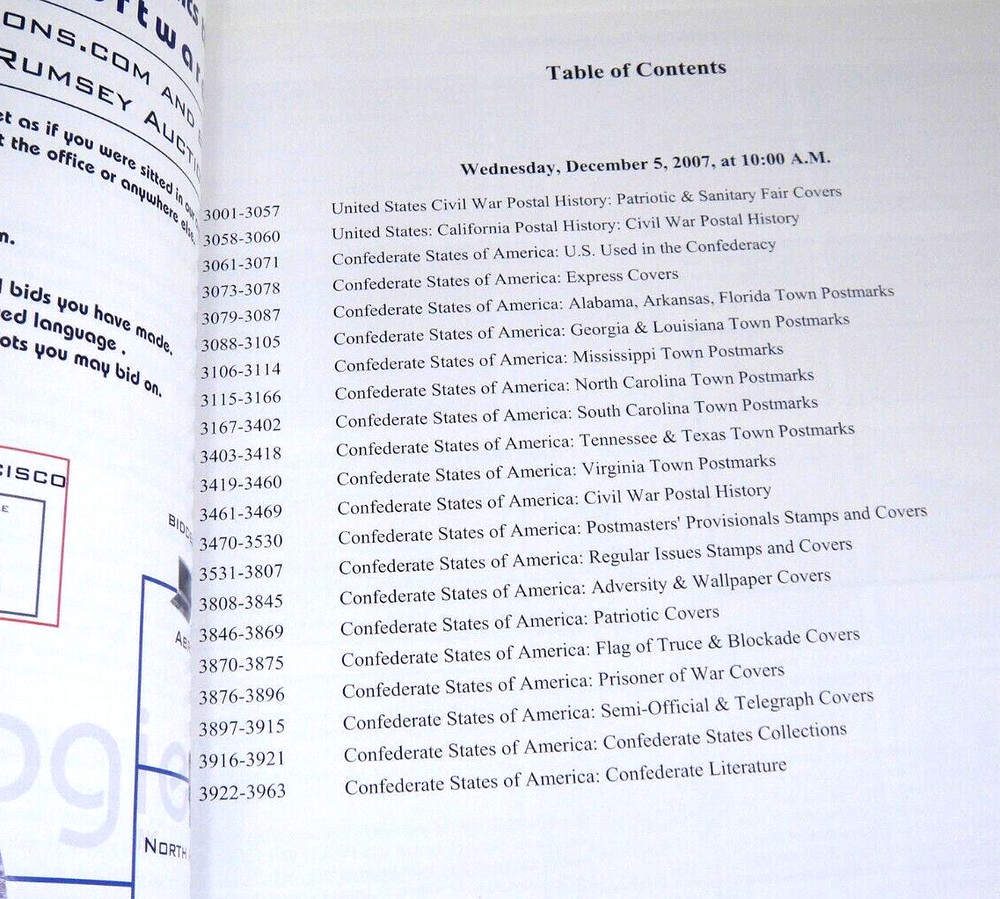 ONS.COM AND
RUMSEY AUCTI
et as if you were sitted in our
t the office or anywhere else.
n.
l bids you have made.
ed language .
ots you may bid on.
CISCO
E
BIDD
NORTH
Table of Contents
Wednesday, December 5, 2007, at 10:00 A.M.
3001-3057 United States Civil War Postal History: Patriotic & Sanitary Fair Covers
3058-3060 United States: California Postal History: Civil War Postal History
3061-3071 Confederate States of America: U.S. Used in the Confederacy
3073-3078 Confederate States of America: Express Covers
3079-3087 Confederate States of America: Alabama, Arkansas, Florida Town Postmarks
3088-3105 Confederate States of America: Georgia & Louisiana Town Postmarks
3106-3114 Confederate States of America: Mississippi Town Postmarks
3115-3166 Confederate States of America: North Carolina Town Postmarks
3167-3402 Confederate States of America: South Carolina Town Postmarks
3403-3418 Confederate States of America: Tennessee & Texas Town Postmarks
3419-3460 Confederate States of America: Virginia Town Postmarks
3461-3469 Confederate States of America: Civil War Postal History
3470-3530 Confederate States of America: Postmasters' Provisionals Stamps and Covers
3531-3807 Confederate States of America: Regular Issues Stamps and Covers
3808-3845 Confederate States of America: Adversity & Wallpaper Covers
3846-3869 Confederate States of America: Patriotic Covers
3870-3875 Confederate States of America: Flag of Truce & Blockade Covers
3876-3896 Confederate States of America: Prisoner of War Covers
3897-3915 Confederate States of America: Semi-Official & Telegraph Covers
3916-3921 Confederate States of America: Confederate States Collections
3922-3963 Confederate States of America: Confederate Literature